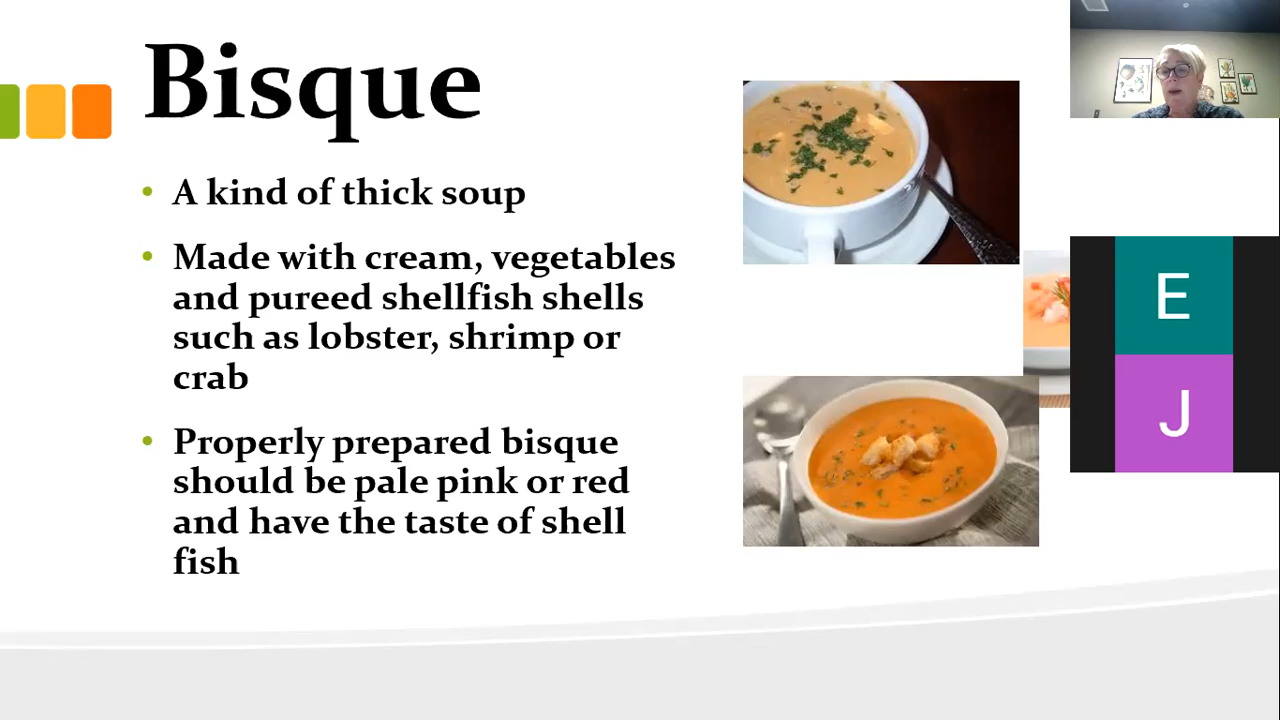 Bisque
• A kind of thick soup
• Made with cream, vegetables
and pureed shellfish shells
such as lobster, shrimp or
crab
• Properly prepared bisque
should be pale pink or red
and have the taste of shell
fish
E
J